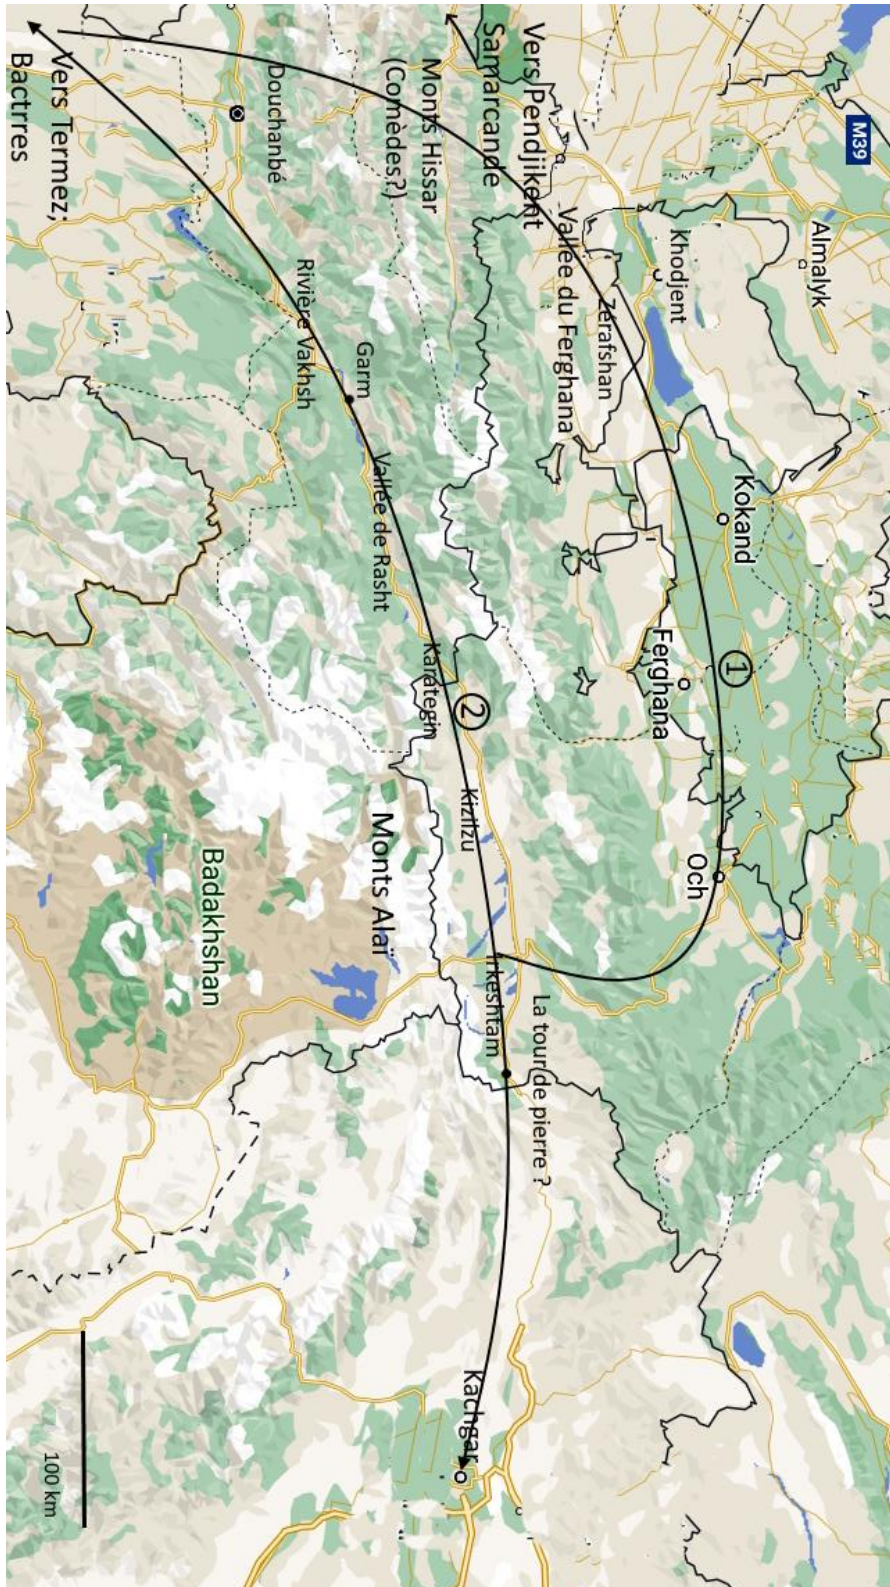 M39
Almalyk
Khodjent
Kokand
①
Ferghana
Och
Vers Pendjikent
Samarcande
Zérafshan
Vallée du Ferghana
Monts Hissar
(Comèdes?)
Douchanbé
Vers Termez;
Bactrres
Rivière Vakhsh
Garm
Vallée de Rasht
Karategin
②
Kizilzu
Irkeshtam
La tour de pierre ?
Monts Alaï
Badakhshan
Kachgar
100 km